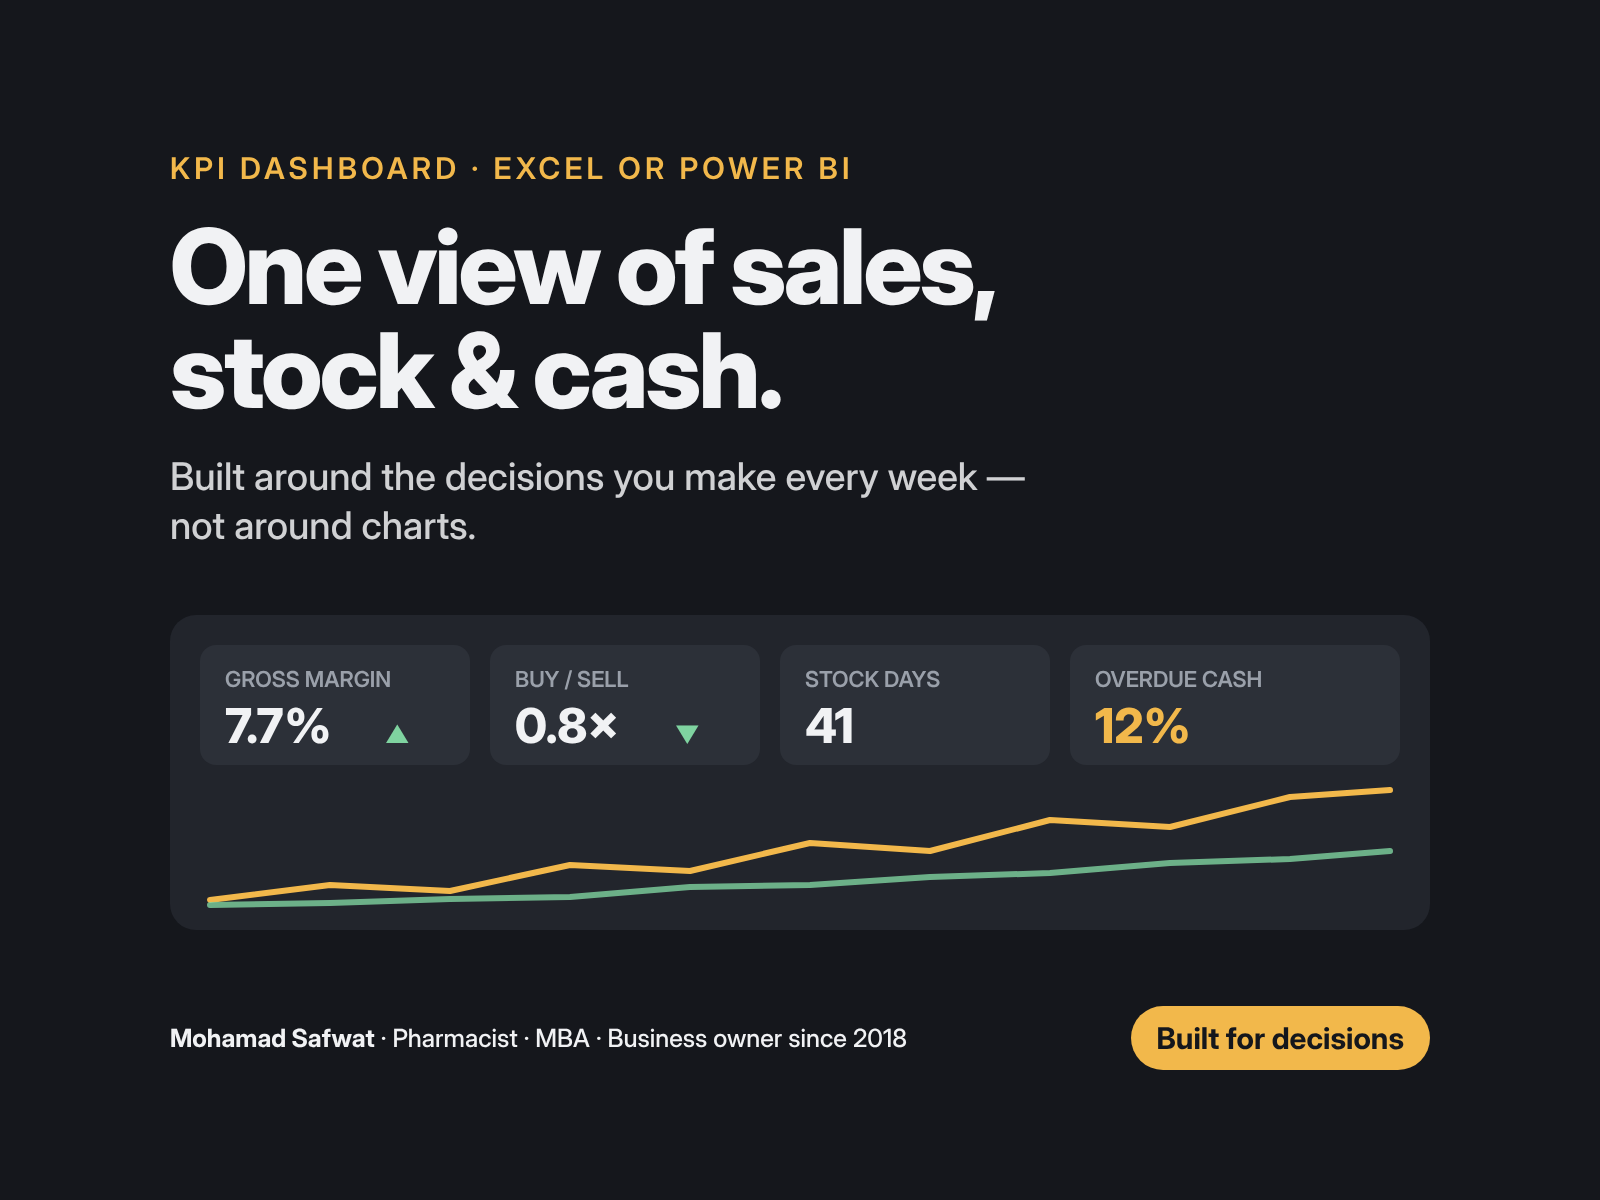 KPI DASHBOARD · EXCEL OR POWER BI
One view of sales,
stock & cash.
Built around the decisions you make every week —
not around charts.
GROSS MARGIN
7.7% ▲
BUY / SELL
0.8× ▼
STOCK DAYS
41
OVERDUE CASH
12%
Mohamad Safwat · Pharmacist · MBA · Business owner since 2018
Built for decisions